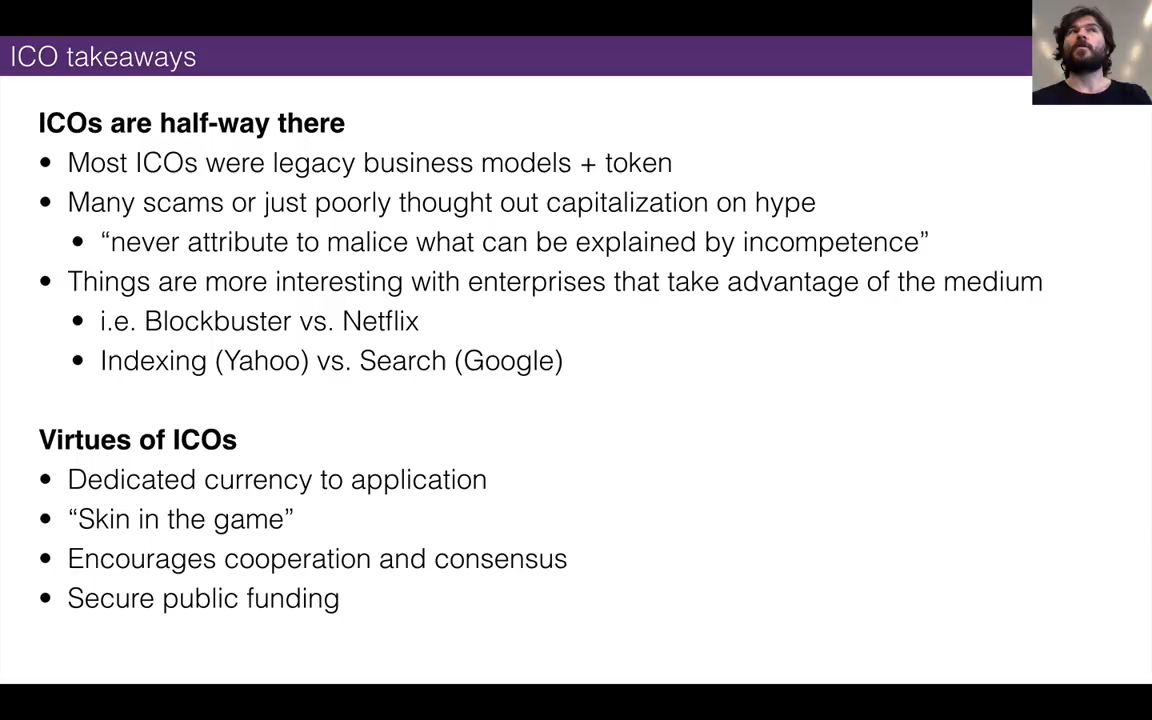 ICO takeaways
ICOs are half-way there
• Most ICOs were legacy business models + token
• Many scams or just poorly thought out capitalization on hype
• “never attribute to malice what can be explained by incompetence”
• Things are more interesting with enterprises that take advantage of the medium
• i.e. Blockbuster vs. Netflix
• Indexing (Yahoo) vs. Search (Google)
Virtues of ICOs
• Dedicated currency to application
• “Skin in the game”
• Encourages cooperation and consensus
• Secure public funding